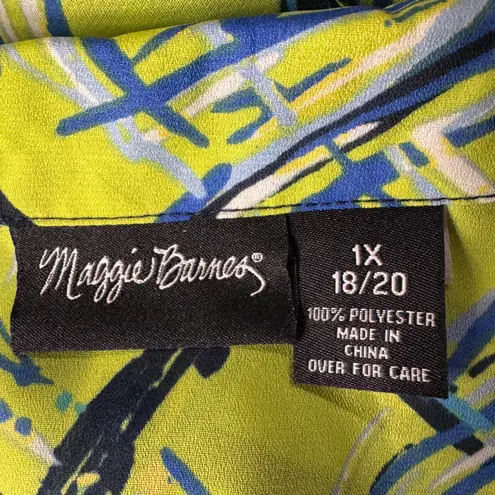 Maggie Barnes®
1X
18/20
100% POLYESTER
MADE IN
CHINA
OVER FOR CARE